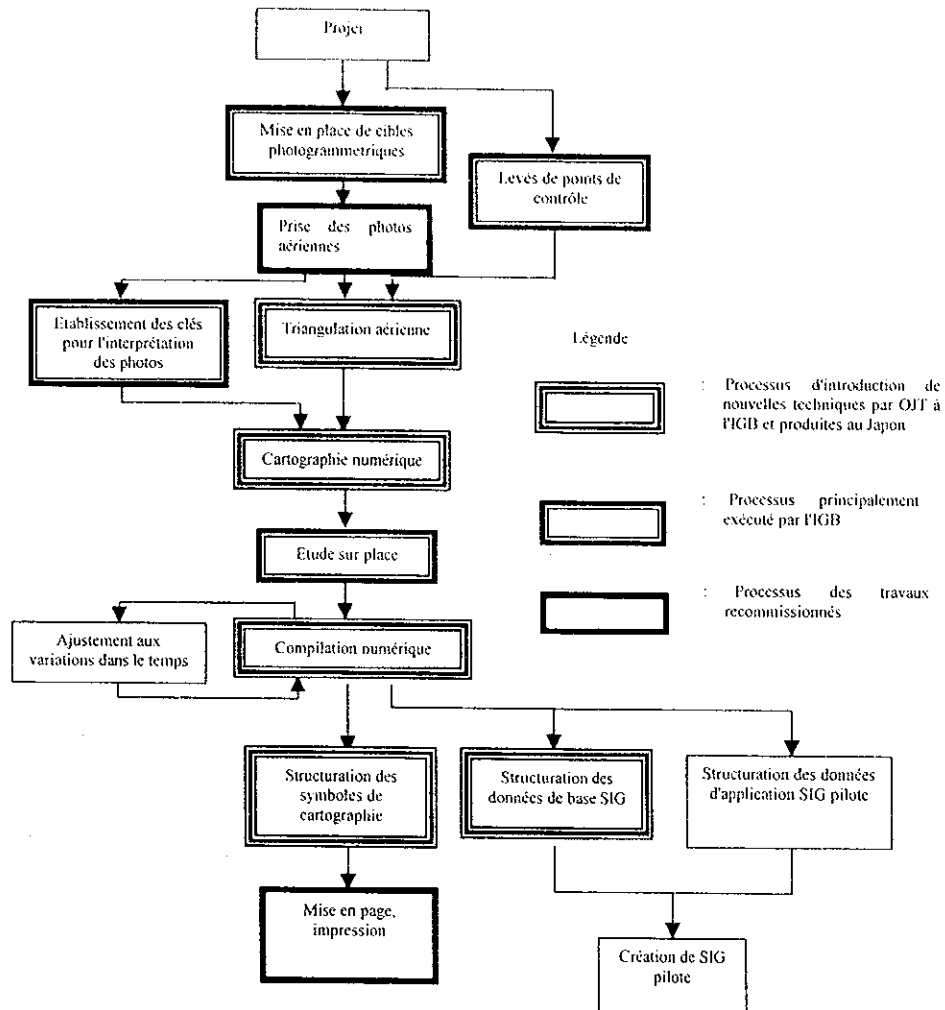 Projet
Mise en place de cibles
photogrammetriques
Levés de points de
contrôle
Prise des photos
aériennes
Etablissement des clés
pour l'interprétation
des photos
Triangulation aérienne
Légende
: Processus d'introduction de
nouvelles techniques par OJT à
l'IGB et produites au Japon
Cartographie numérique
: Processus principalement
exécuté par l'IGB
Etude sur place
: Processus des travaux
recommissionnés
Ajustement aux
variations dans le temps
Compilation numérique
Structuration des
symboles de
cartographie
Structuration des
données de base SIG
Structuration des données
d'application SIG pilote
Mise en page,
impression
Création de SIG
pilote